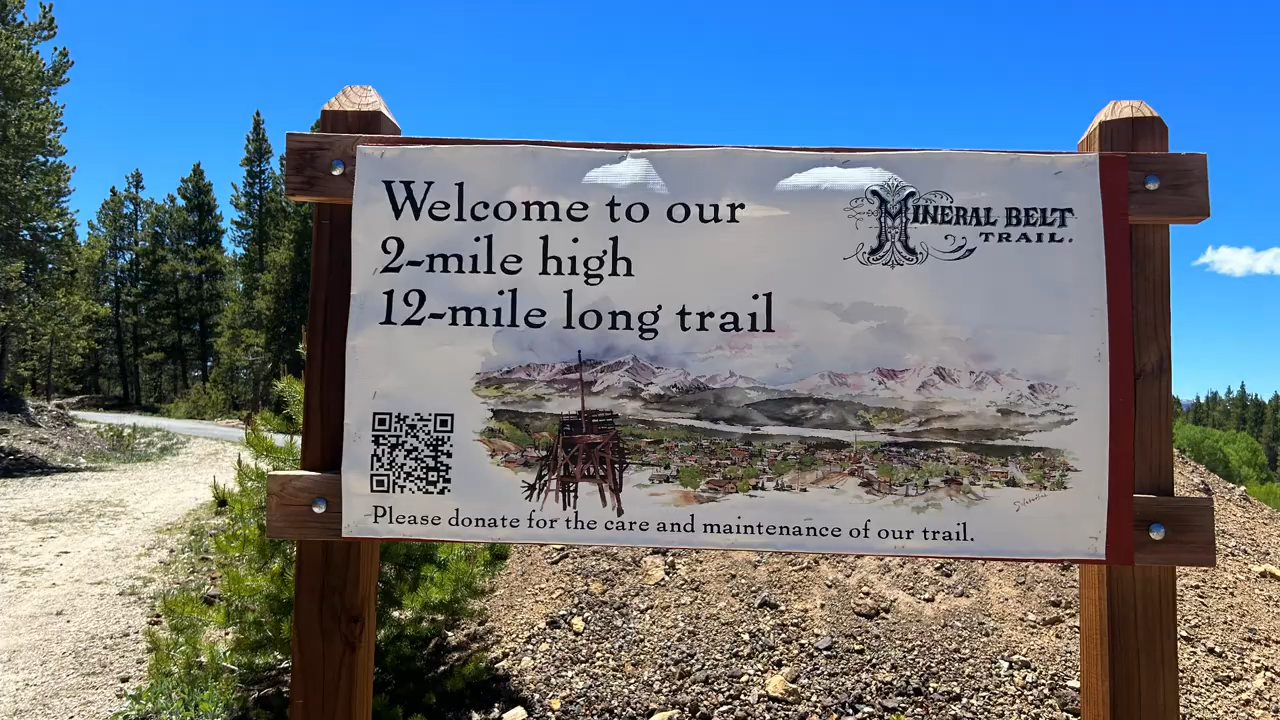 Welcome to our
2-mile high
12-mile long trail
MINERAL BELT
TRAIL.
Please donate for the care and maintenance of our trail.